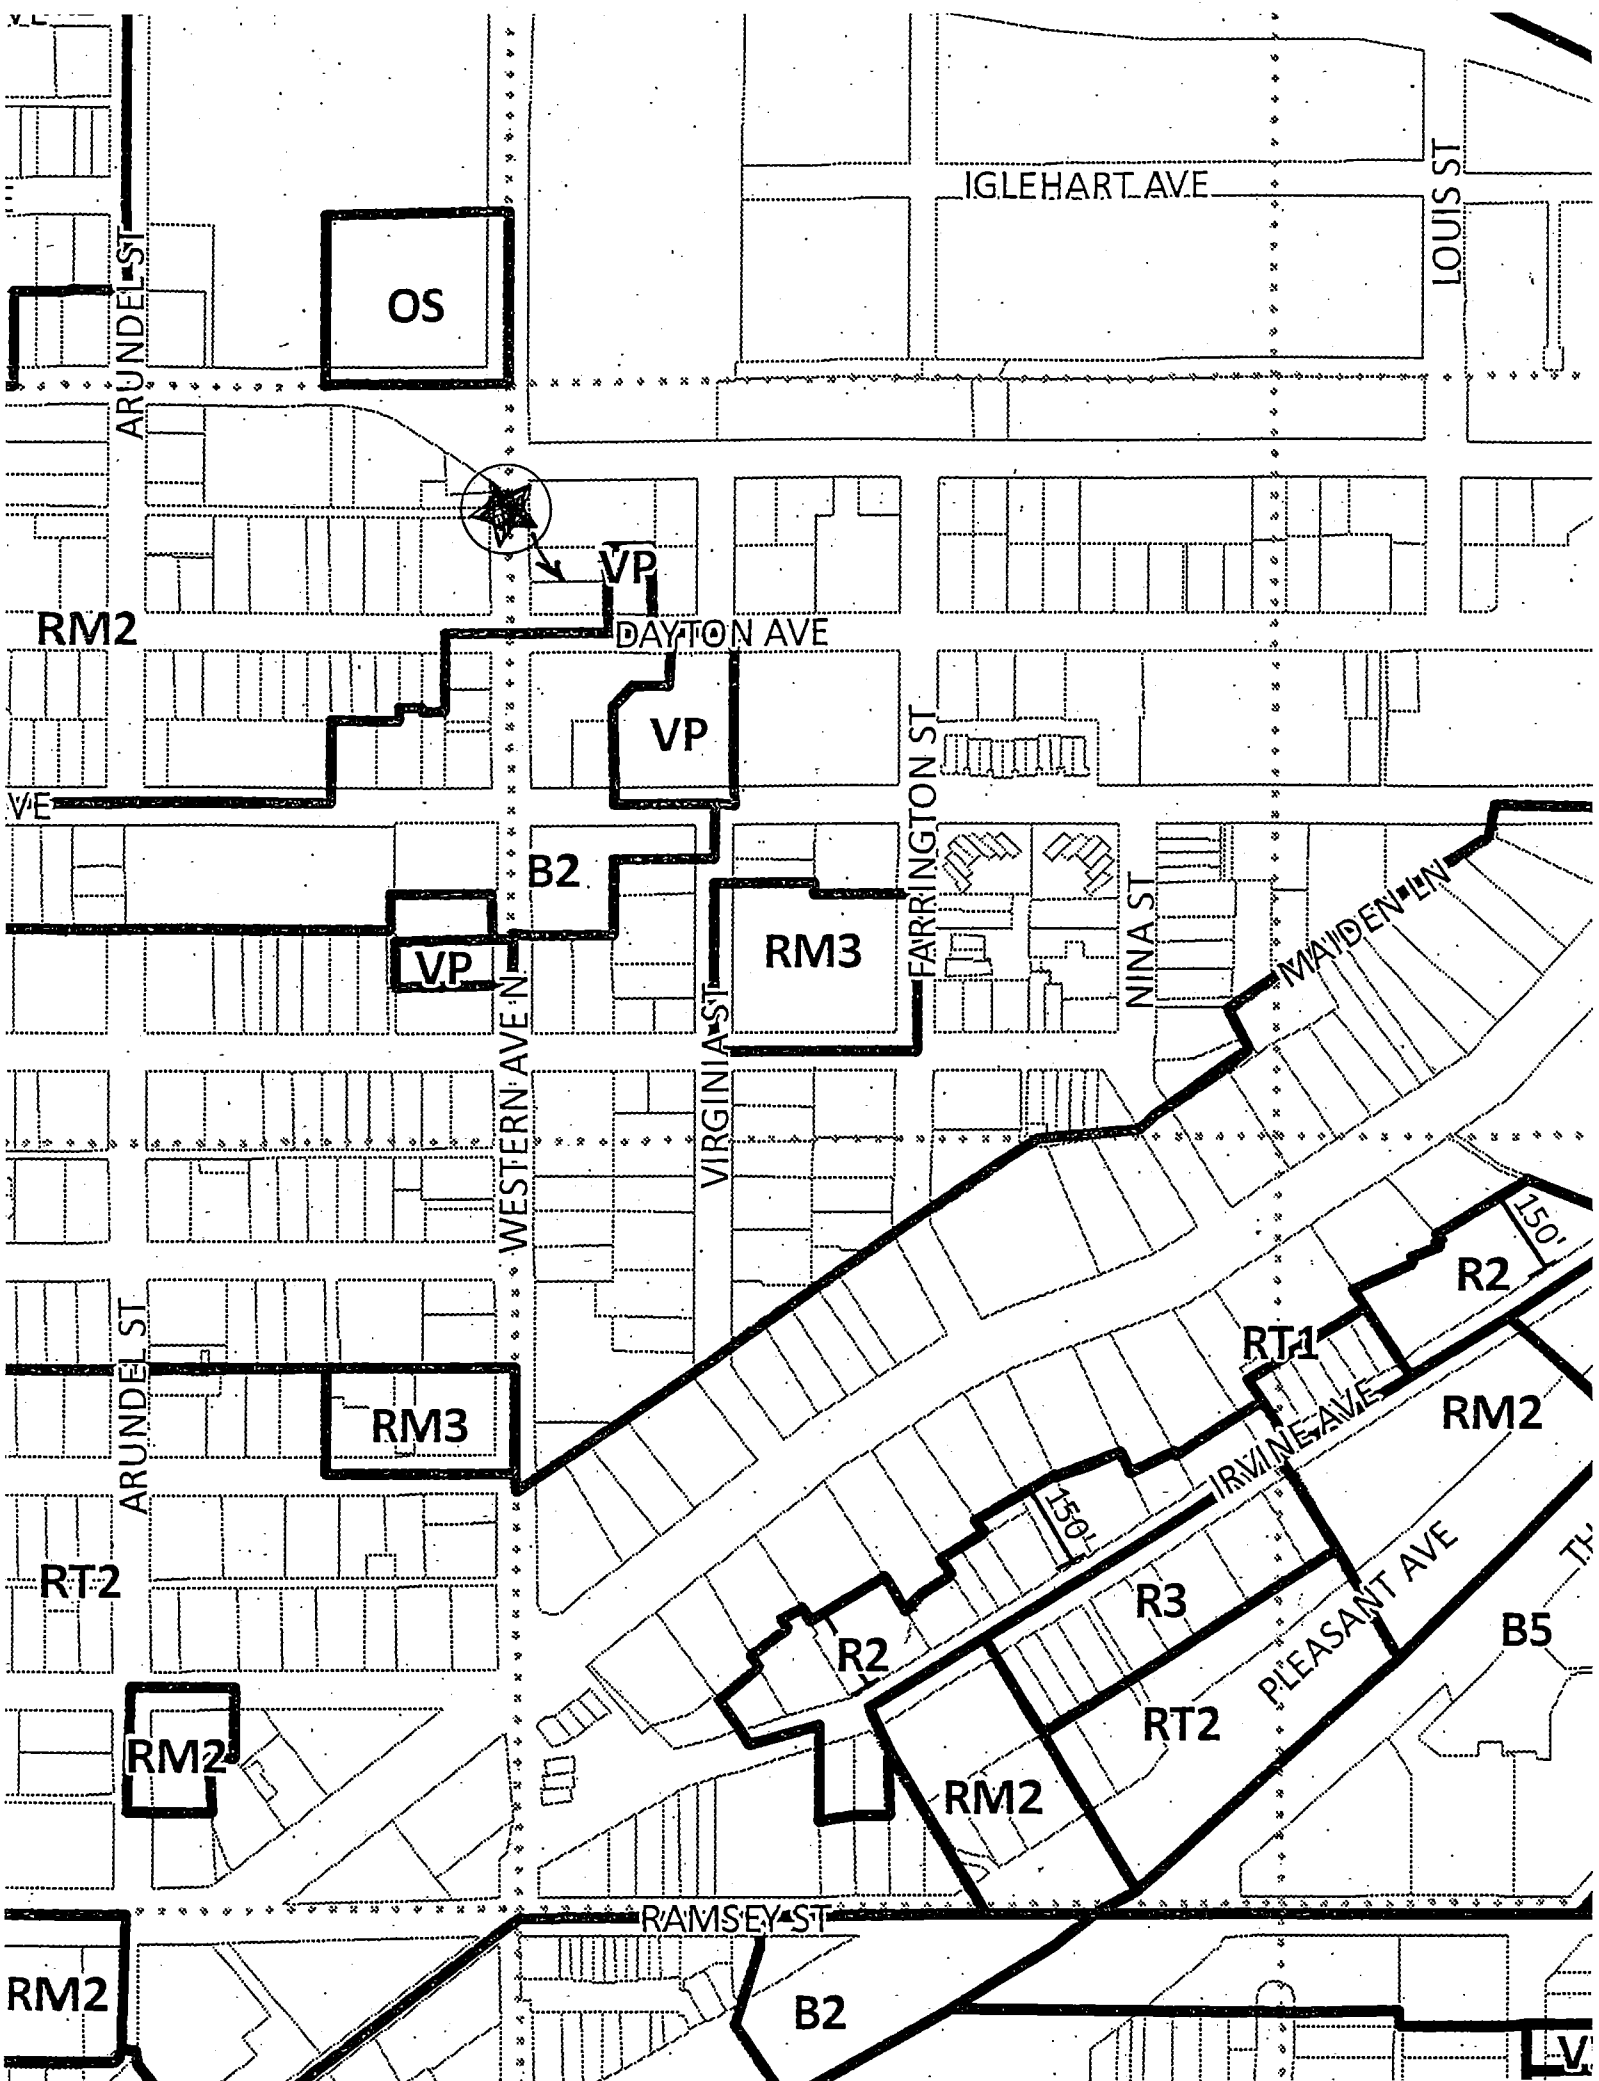 IGLEHART AVE
LOUIS ST
OS
ARUNDEL ST
VP
RM2
DAYTON AVE
VP
FARRINGTON ST
VE
B2
NINA ST
MAIDEN LN
RM3
VP
WESTERN AVE N
VIRGINIA ST
150'
R2
RT1
ARUNDEL ST
RM2
RM3
IRVINE AVE
150'
PLEASANT AVE
TH
RT2
R3
B5
R2
RT2
RM2
RM2
RAMSEY ST
RM2
B2
V